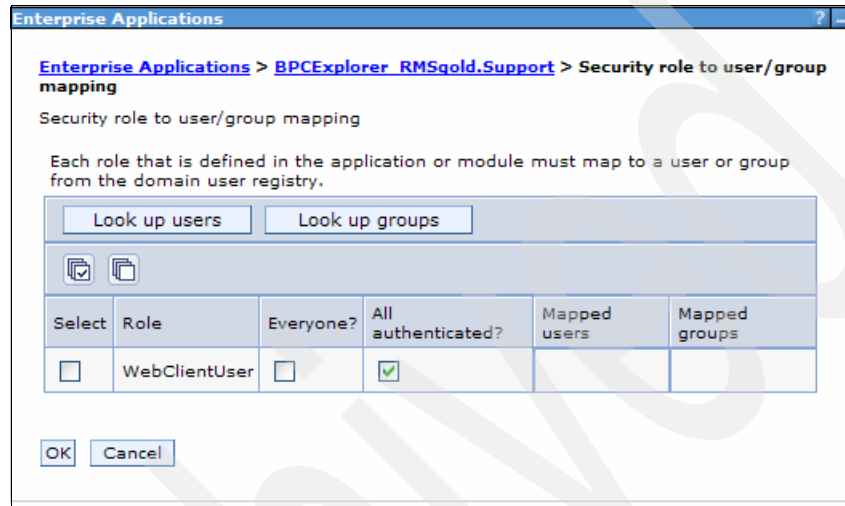 Enterprise Applications ? –
Enterprise Applications > BPCExplorer_RMSgold.Support > Security role to user/group
mapping
Security role to user/group mapping
Each role that is defined in the application or module must map to a user or group
from the domain user registry.
Look up users Look up groups
Select Role Everyone? All authenticated? Mapped users Mapped groups
WebClientUser
OK Cancel